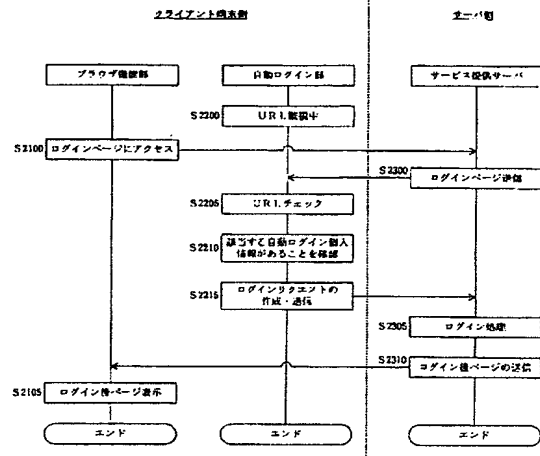 クライアント端末側
サーバ側
ブラウザ機能部
自動ログイン部
サービス提供サーバ
S2200
URL監視中
S2100
ログインページにアクセス
S2300
ログインページ送信
S2205
URLチェック
S2210
該当する自動ログイン個人
情報があることを確認
S2215
ログインリクエストの
作成・送信
S2305
ログイン処理
S2310
ログイン後ページの送信
S2105
ログイン後ページ表示
エンド
エンド
エンド